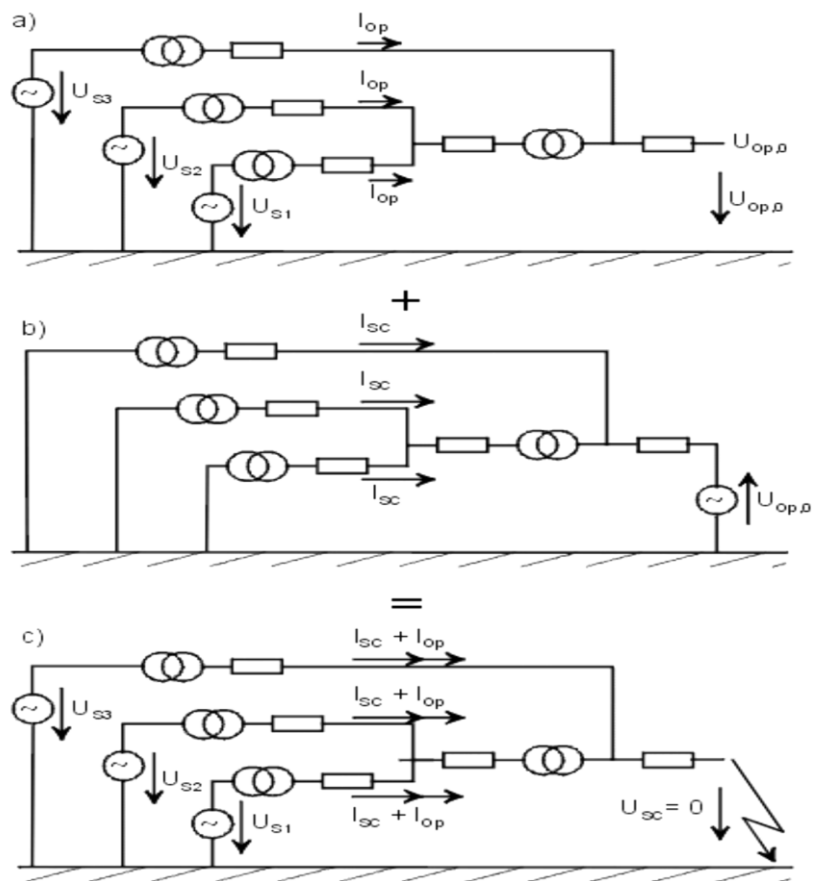 a)
I_op
U_S3
I_op
U_S2
U_S1
I_op
U_op,0
U_op,0
+
b)
I_sc
I_sc
I_sc
U_op,0
=
c)
I_sc + I_op
U_S3
I_sc + I_op
U_S2
U_S1
I_sc + I_op
U_sc = 0